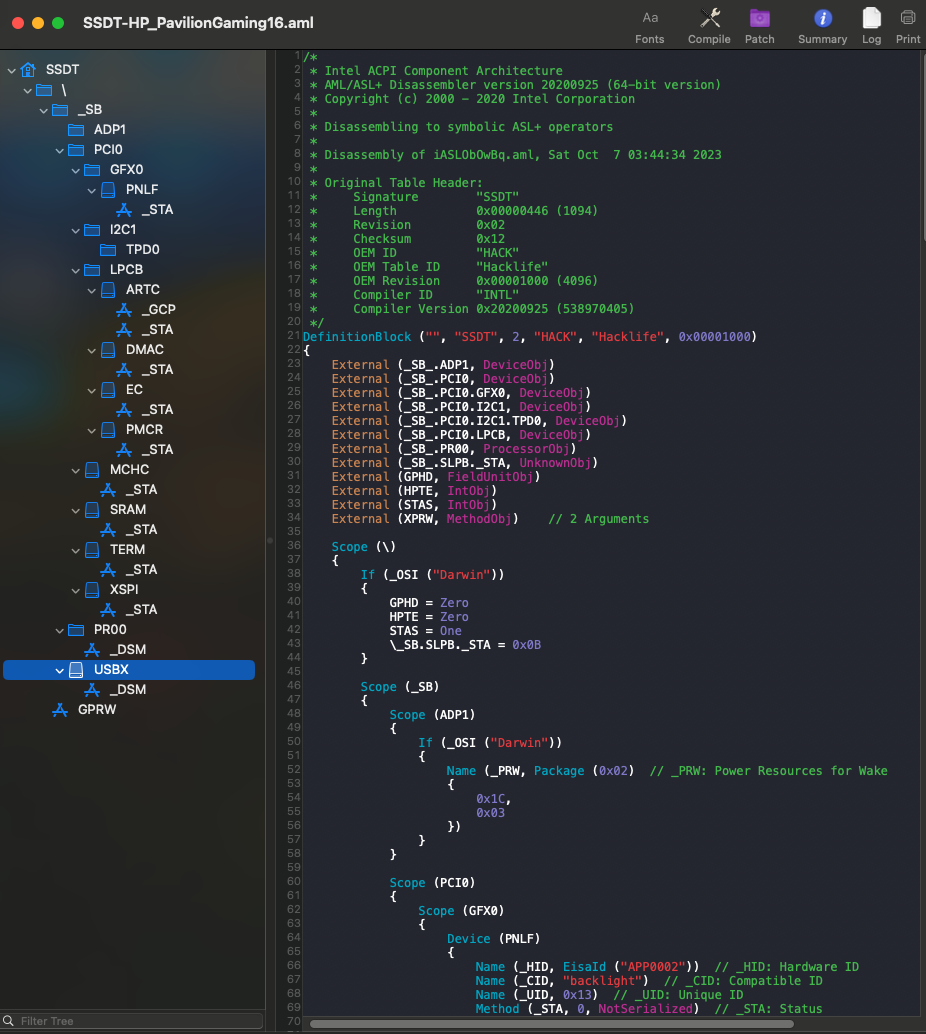 SSDT-HP_PavilionGaming16.aml
Aa
Fonts
Compile
Patch
Summary
Log
Print
SSDT
\
_SB
ADP1
PCI0
GFX0
PNLF
_STA
I2C1
TPD0
LPCB
ARTC
_GCP
_STA
DMAC
_STA
EC
_STA
PMCR
_STA
MCHC
_STA
SRAM
_STA
TERM
_STA
XSPI
_STA
PR00
_DSM
USBX
_DSM
GPRW
Filter Tree
1 /*
2  * Intel ACPI Component Architecture
3  * AML/ASL+ Disassembler version 20200925 (64-bit version)
4  * Copyright (c) 2000 - 2020 Intel Corporation
5  *
6  * Disassembling to symbolic ASL+ operators
7  *
8  * Disassembly of iASLObOwBq.aml, Sat Oct  7 03:44:34 2023
9  *
10  * Original Table Header:
11  *     Signature        "SSDT"
12  *     Length           0x00000446 (1094)
13  *     Revision         0x02
14  *     Checksum         0x12
15  *     OEM ID           "HACK"
16  *     OEM Table ID     "Hacklife"
17  *     OEM Revision     0x00001000 (4096)
18  *     Compiler ID      "INTL"
19  *     Compiler Version 0x20200925 (538970405)
20  */
21 DefinitionBlock ("", "SSDT", 2, "HACK", "Hacklife", 0x00001000)
22 {
23     External (_SB_.ADP1, DeviceObj)
24     External (_SB_.PCI0, DeviceObj)
25     External (_SB_.PCI0.GFX0, DeviceObj)
26     External (_SB_.PCI0.I2C1, DeviceObj)
27     External (_SB_.PCI0.I2C1.TPD0, DeviceObj)
28     External (_SB_.PCI0.LPCB, DeviceObj)
29     External (_SB_.PR00, ProcessorObj)
30     External (_SB_.SLPB._STA, UnknownObj)
31     External (GPHD, FieldUnitObj)
32     External (HPTE, IntObj)
33     External (STAS, IntObj)
34     External (XPRW, MethodObj)    // 2 Arguments
35
36     Scope (\)
37     {
38         If (_OSI ("Darwin"))
39         {
40             GPHD = Zero
41             HPTE = Zero
42             STAS = One
43             \_SB.SLPB._STA = 0x0B
44         }
45
46         Scope (_SB)
47         {
48             Scope (ADP1)
49             {
50                 If (_OSI ("Darwin"))
51                 {
52                     Name (_PRW, Package (0x02)  // _PRW: Power Resources for Wake
53                     {
54                         0x1C,
55                         0x03
56                     })
57                 }
58             }
59
60             Scope (PCI0)
61             {
62                 Scope (GFX0)
63                 {
64                     Device (PNLF)
65                     {
66                         Name (_HID, EisaId ("APP0002"))  // _HID: Hardware ID
67                         Name (_CID, "backlight")  // _CID: Compatible ID
68                         Name (_UID, 0x13)  // _UID: Unique ID
69                         Method (_STA, 0, NotSerialized)  // _STA: Status
70